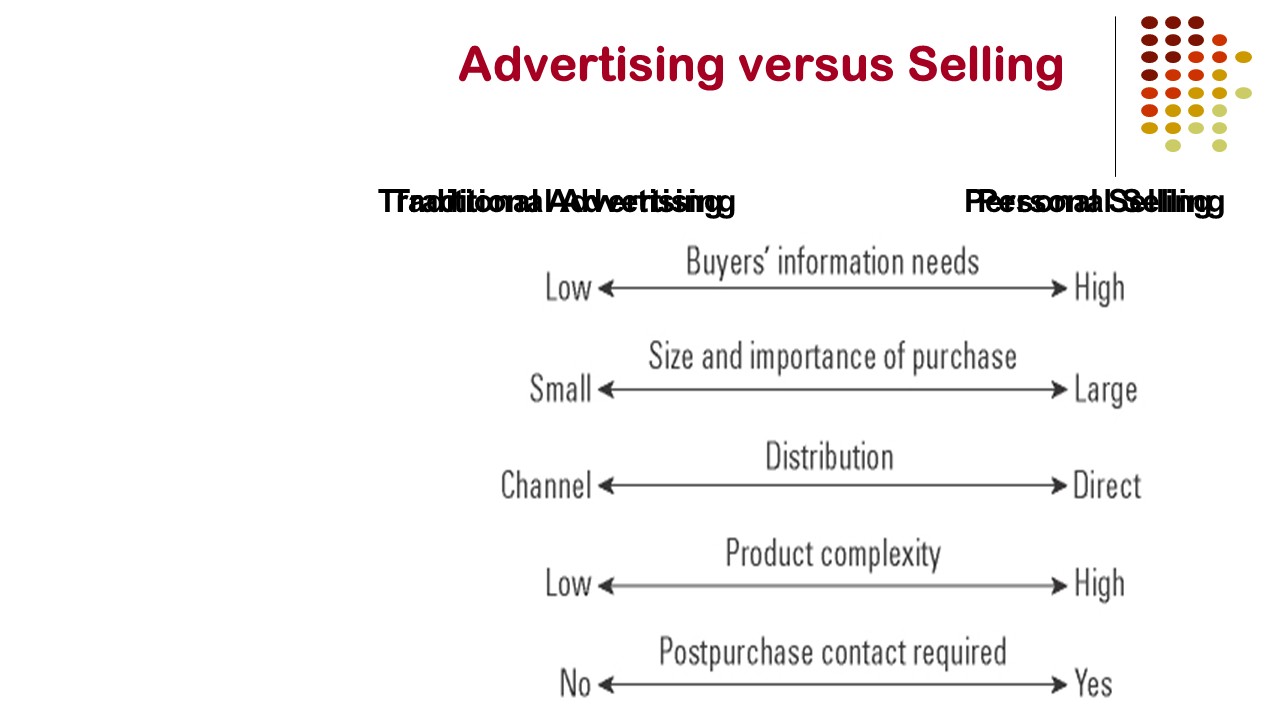 Advertising versus Selling
Traditional Advertising Personal Selling
Buyers’ information needs
Low High
Size and importance of purchase
Small Large
Distribution
Channel Direct
Product complexity
Low High
Postpurchase contact required
No Yes